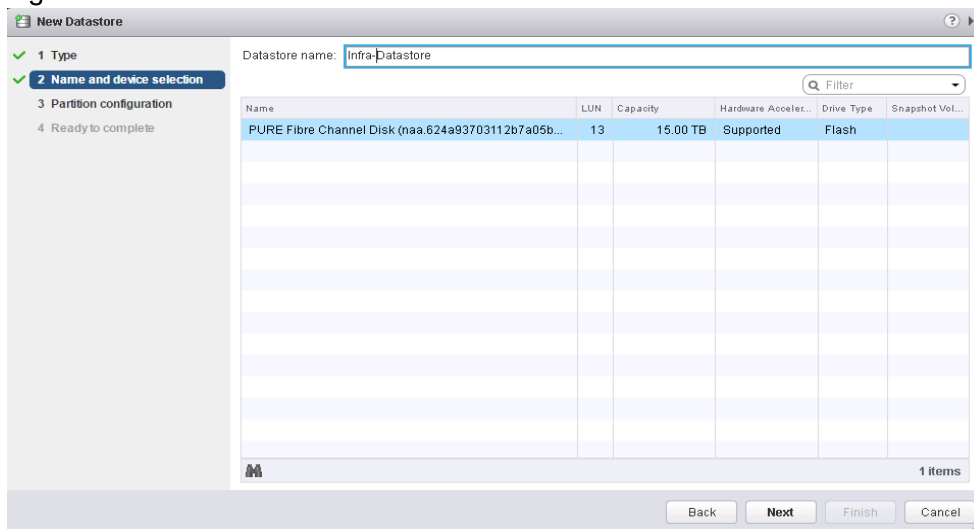 New Datastore
?
1 Type
2 Name and device selection
3 Partition configuration
4 Ready to complete
Datastore name: Infra-Datastore
Filter
Name LUN Capacity Hardware Acceler... Drive Type Snapshot Vol...
PURE Fibre Channel Disk (naa.624a93703112b7a05b... 13 15.00 TB Supported Flash
1 items
Back Next Finish Cancel